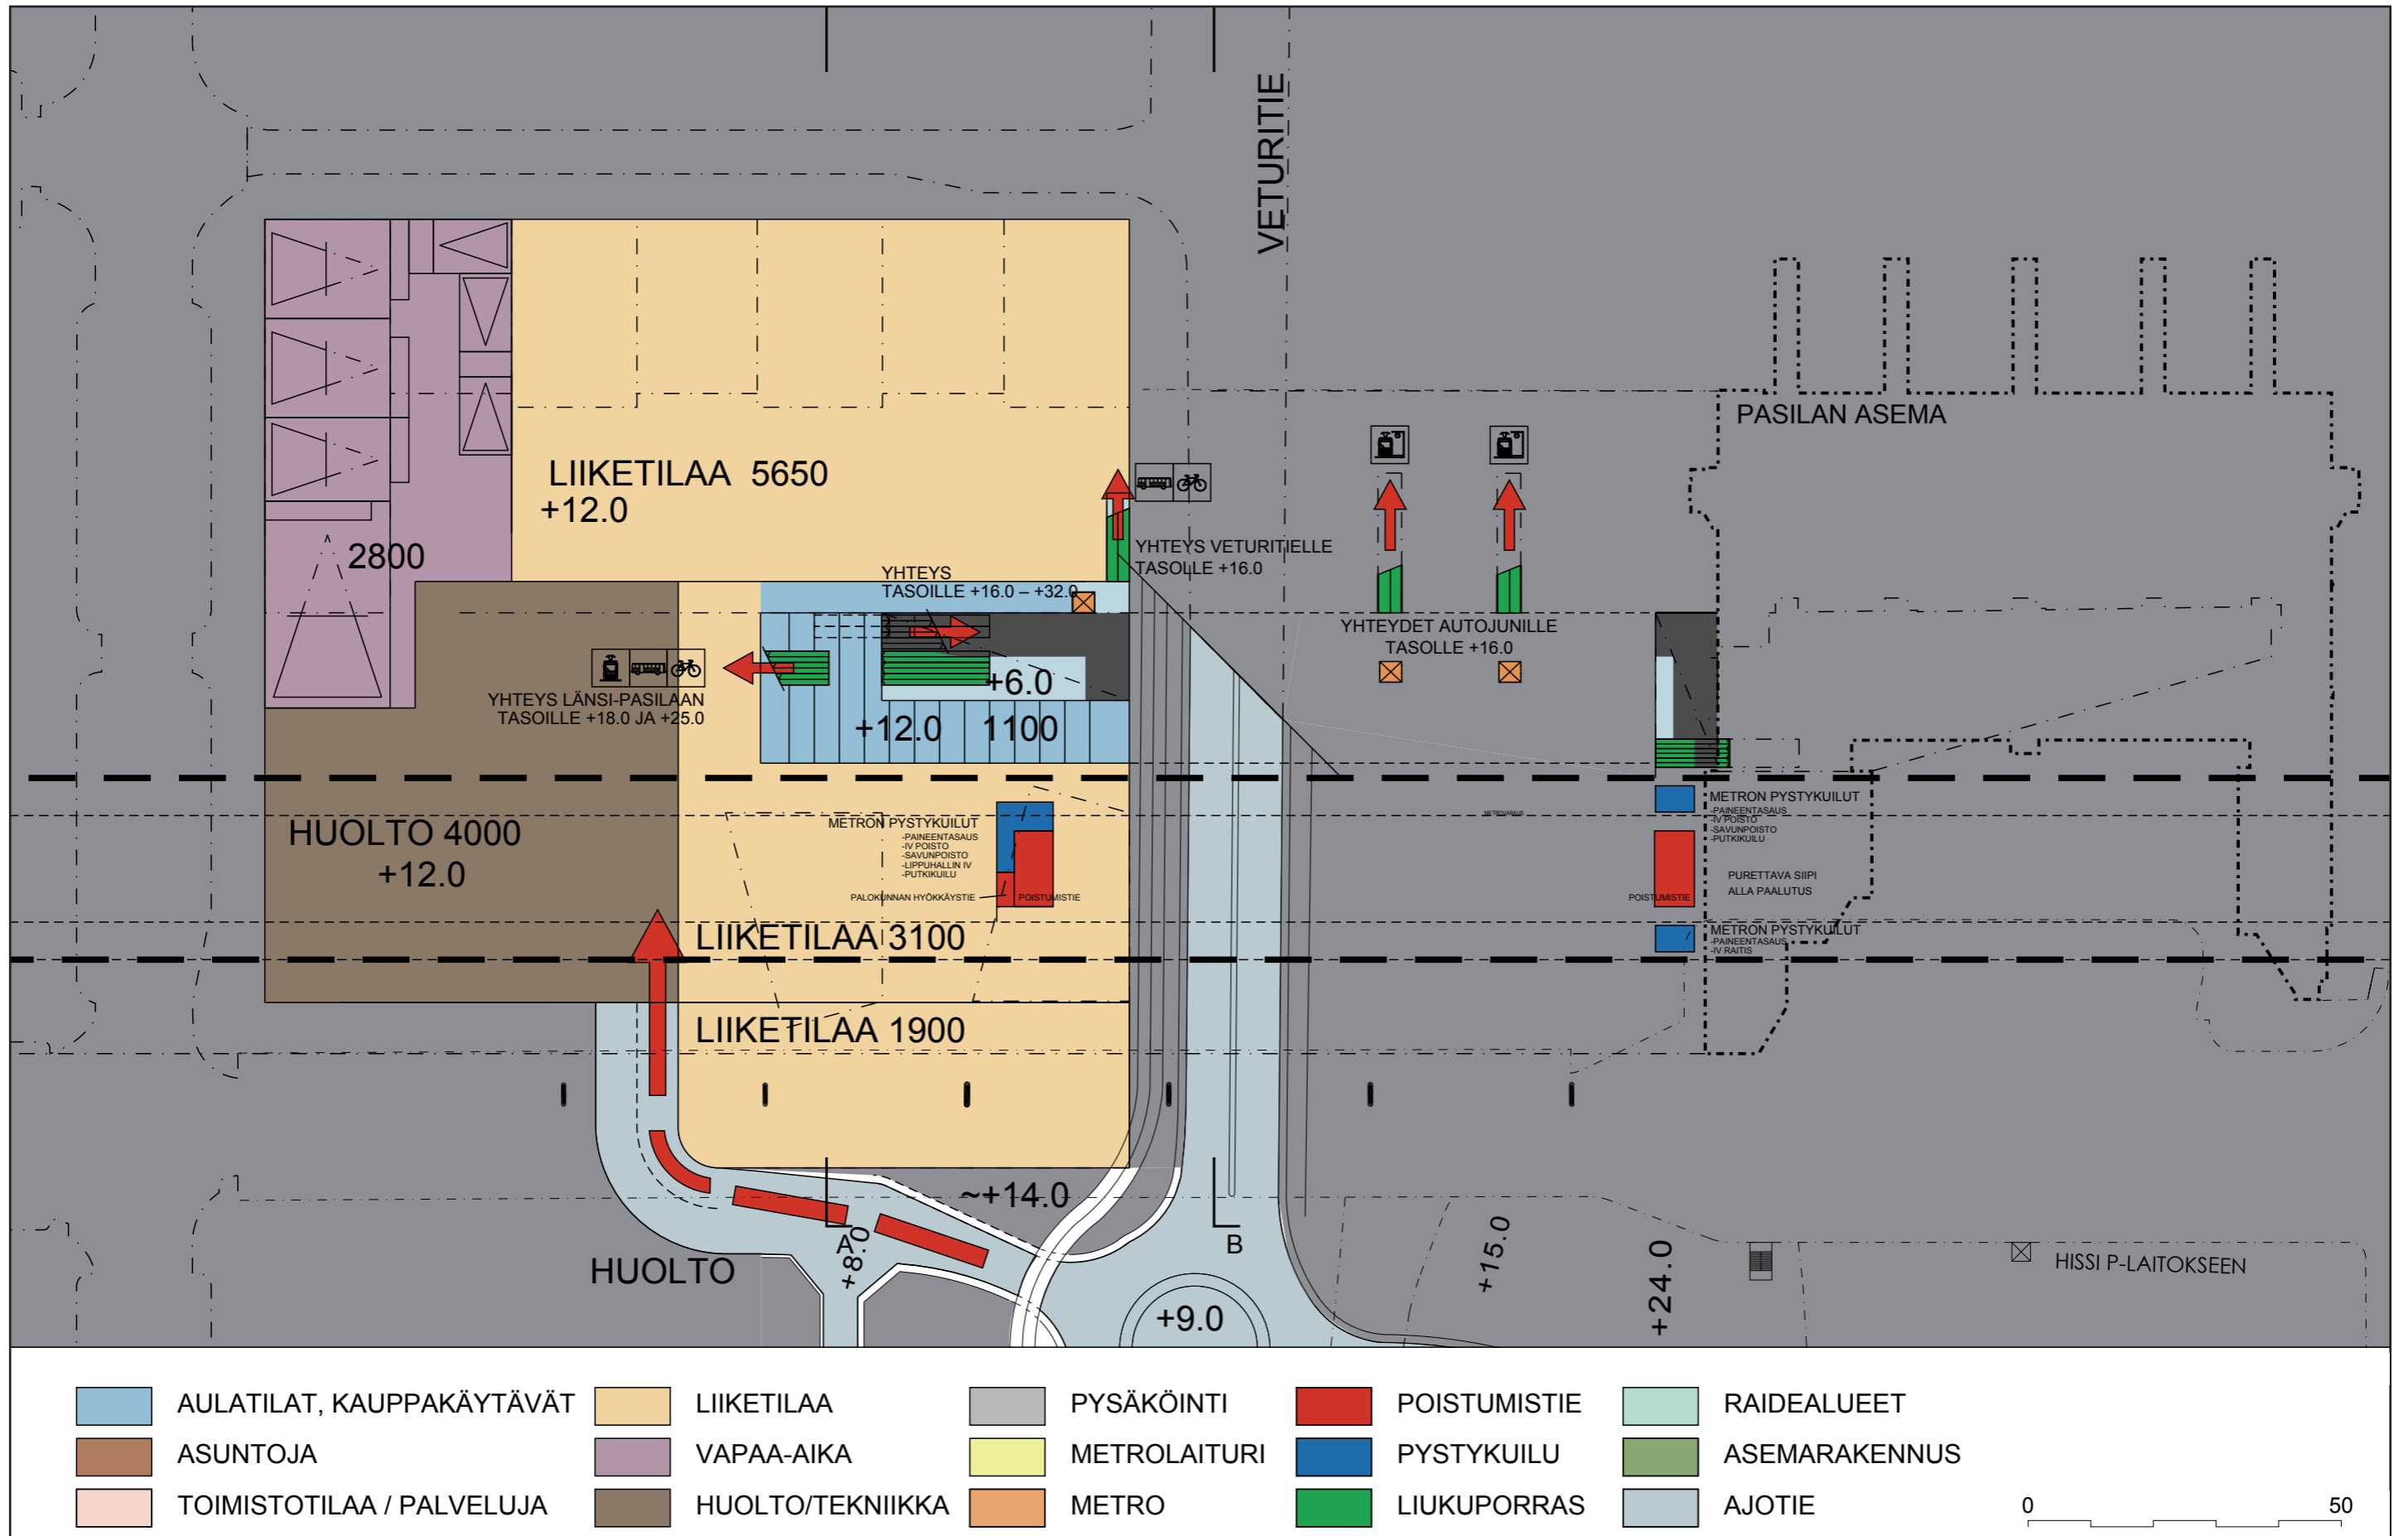 VETURITIE
PASILAN ASEMA
LIIKETILAA 5650
+12.0
2800
YHTEYS VETURITIELLE
TASOLLE +16.0
YHTEYS
TASOILLE +16.0 – +32.0
YHTEYDET AUTOJUNILLE
TASOLLE +16.0
+6.0
YHTEYS LÄNSI-PASILAAN
TASOILLE +18.0 JA +25.0
+12.0 1100
METRON PYSTYKUILUT
-PAINEENTASAUS
-IV POISTO
-SAVUNPOISTO
-PUTKIKUILU
HUOLTO 4000
+12.0
METRON PYSTYKUILUT
-PAINEENTASAUS
-IV POISTO
-SAVUNPOISTO
-LIPPUHALLIN IV
-PUTKIKUILU
PALOKUNNAN HYÖKKÄYSTIE
POISTUMISTIE
PURETTAVA SIIPI
ALLA PAALUTUS
POISTUMISTIE
METRON PYSTYKUILUT
-PAINEENTASAUS
-IV RAITIS
LIIKETILAA 3100
LIIKETILAA 1900
~+14.0
A
B
+8.0
HUOLTO
+9.0
+15.0
+24.0
HISSI P-LAITOKSEEN
AULATILAT, KAUPPAKÄYTÄVÄT
LIIKETILAA
PYSÄKÖINTI
POISTUMISTIE
RAIDEALUEET
ASUNTOJA
VAPAA-AIKA
METROLAITURI
PYSTYKUILU
ASEMARAKENNUS
TOIMISTOTILAA / PALVELUJA
HUOLTO/TEKNIIKKA
METRO
LIUKUPORRAS
AJOTIE
0 50